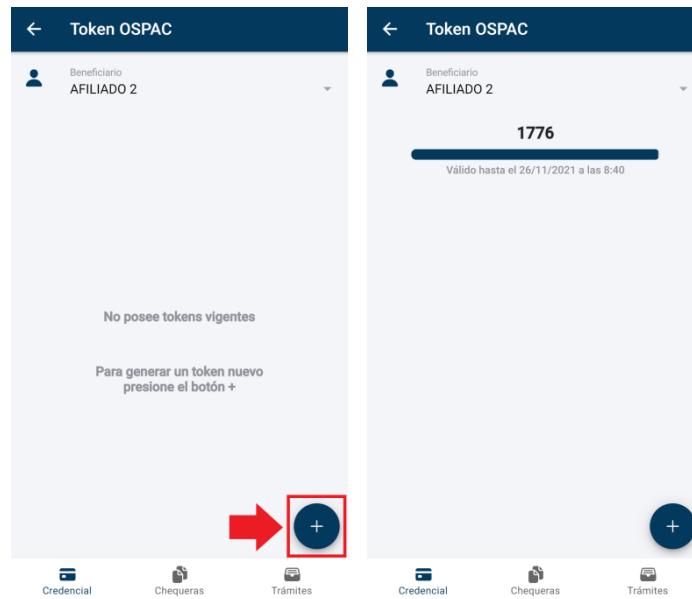 Token OSPAC
Beneficiario
AFILIADO 2
No posee tokens vigentes
Para generar un token nuevo
presione el botón +
+
Credencial
Chequeras
Trámites
Token OSPAC
Beneficiario
AFILIADO 2
1776
Válido hasta el 26/11/2021 a las 8:40
+
Credencial
Chequeras
Trámites